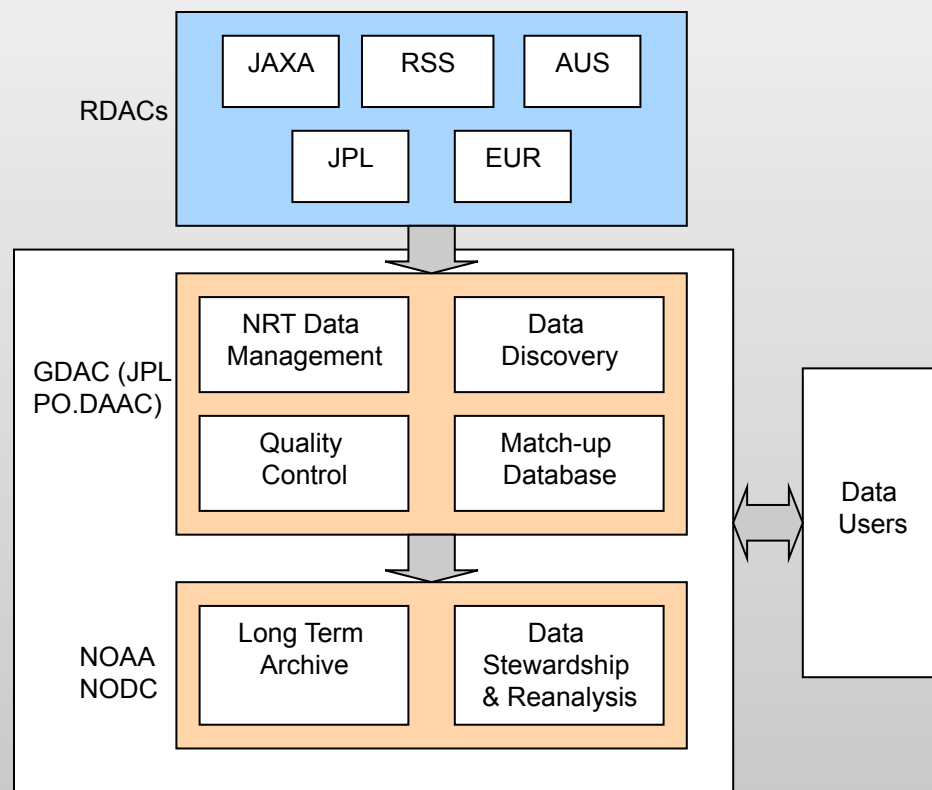 JAXA
RSS
AUS
RDACs
JPL
EUR
NRT Data
Management
Data
Discovery
GDAC (JPL
PO.DAAC)
Quality
Control
Match-up
Database
Data
Users
Long Term
Archive
Data
Stewardship
& Reanalysis
NOAA
NODC